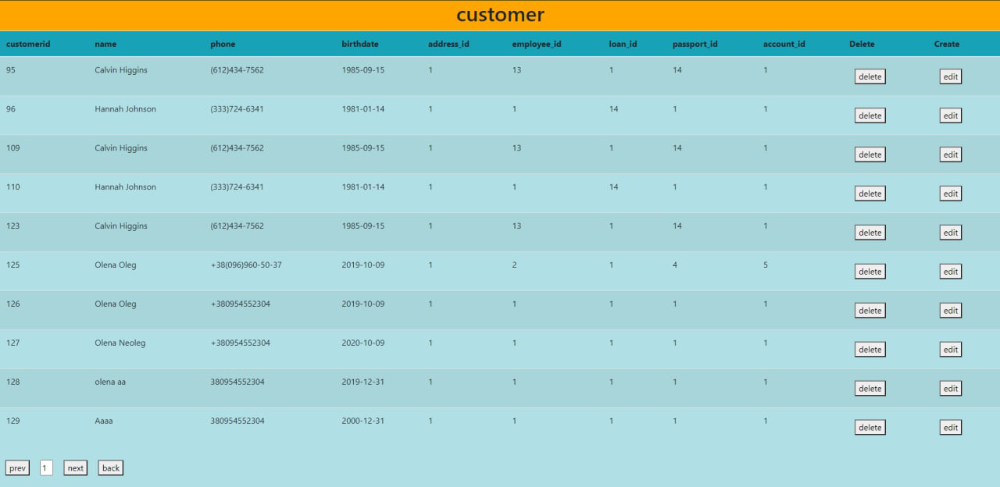 customer
customerid name phone birthdate address_id employee_id loan_id passport_id account_id Delete Create
95 Calvin Higgins (612)434-7562 1985-09-15 1 13 1 14 1 delete edit
96 Hannah Johnson (333)724-6341 1981-01-14 1 1 14 1 1 delete edit
109 Calvin Higgins (612)434-7562 1985-09-15 1 13 1 14 1 delete edit
110 Hannah Johnson (333)724-6341 1981-01-14 1 1 14 1 1 delete edit
123 Calvin Higgins (612)434-7562 1985-09-15 1 13 1 14 1 delete edit
125 Olena Oleg +38(096)960-50-37 2019-10-09 1 2 1 4 5 delete edit
126 Olena Oleg +380954552304 2019-10-09 1 1 1 1 1 delete edit
127 Olena Neoleg +380954552304 2020-10-09 1 1 1 1 1 delete edit
128 olena aa 380954552304 2019-12-31 1 1 1 1 1 delete edit
129 Aaaa 380954552304 2000-12-31 1 1 1 1 1 delete edit
prev 1 next back